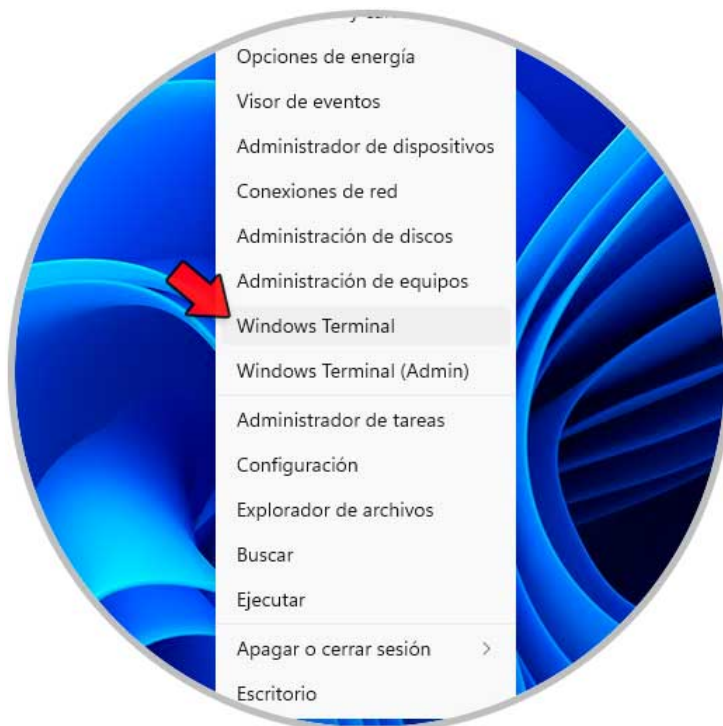 Opciones de energía
Visor de eventos
Administrador de dispositivos
Conexiones de red
Administración de discos
Administración de equipos
Windows Terminal
Windows Terminal (Admin)
Administrador de tareas
Configuración
Explorador de archivos
Buscar
Ejecutar
Apagar o cerrar sesión
Escritorio